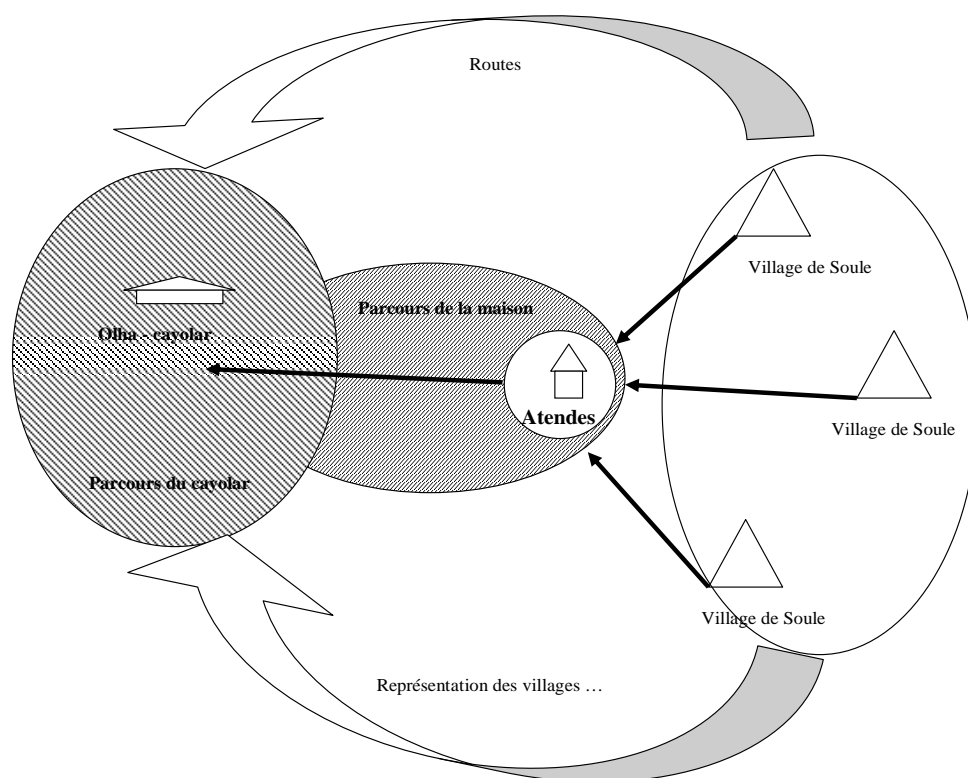 Routes
Village de Soule
Parcours de la maison
Olha - cayolar
Atendes
Village de Soule
Parcours du cayolar
Village de Soule
Représentation des villages …